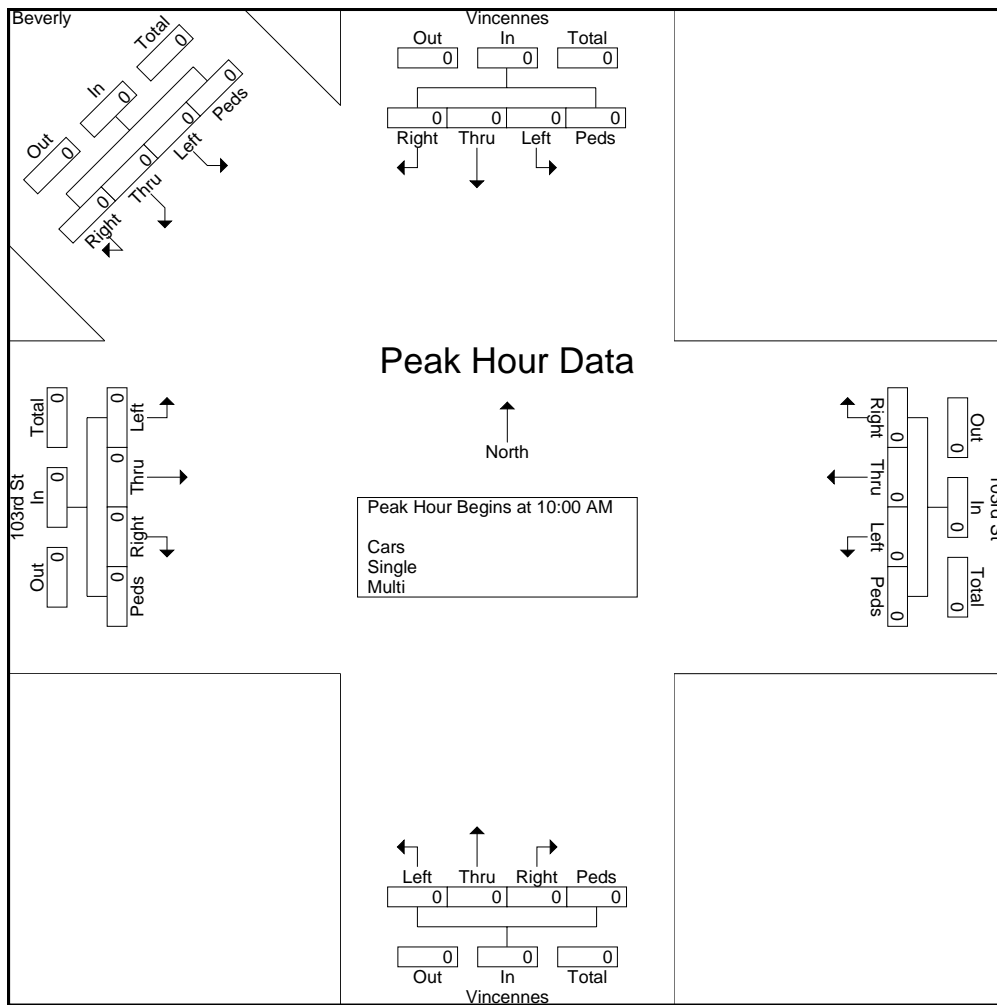 Beverly
Total
0
In
0
Out
0
0
Peds
0
Left
0
Thru
0
Right
Vincennes
Out In Total
0 0 0
0 0 0 0
Right Thru Left Peds
Peak Hour Data
North
Peak Hour Begins at 10:00 AM
Cars
Single
Multi
103rd St
Total In Out
0 0 0
0 0 0 0
Left Thru Right Peds
Right Thru Left Peds
0 0 0 0
Out In Total
0 0 0
103rd St
Left Thru Right Peds
0 0 0 0
0 0 0
Out In Total
Vincennes